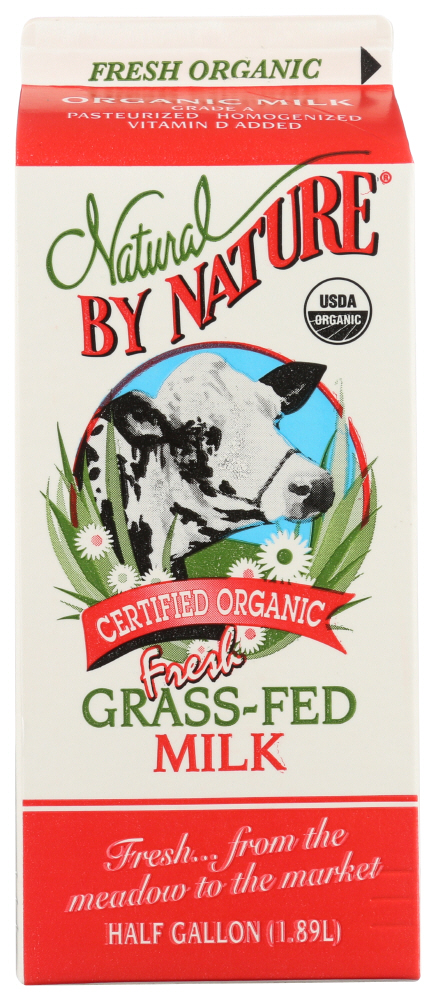 FRESH ORGANIC
ORGANIC MILK
GRADE A
PASTEURIZED HOMOGENIZED
VITAMIN D ADDED
Natural
BY NATURE®
USDA
ORGANIC
CERTIFIED ORGANIC
Fresh
GRASS-FED
MILK
Fresh... from the
meadow to the market
HALF GALLON (1.89L)